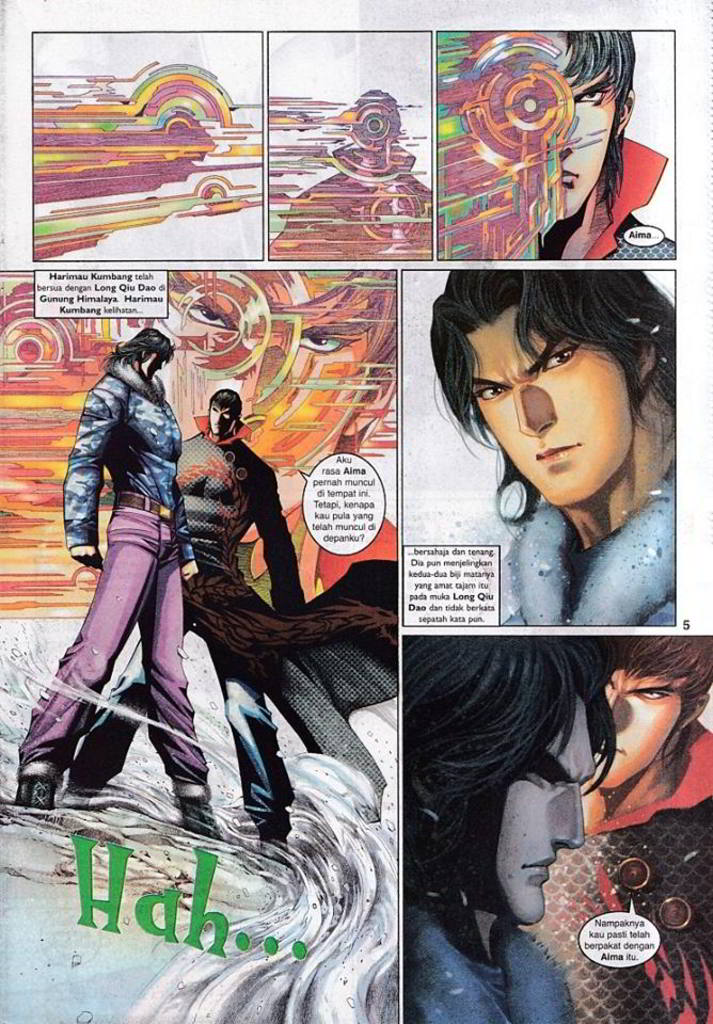 Aima...
Harimau Kumbang telah
bersua dengan Long Qiu Dao di
Gunung Himalaya. Harimau
Kumbang kelihatan...
Aku
rasa Aima
pernah muncul
di tempat ini.
Tetapi, kenapa
kau pula yang
telah muncul di
depanku?
...bersahaja dan tenang.
Dia pun menjelingkan
kedua-dua biji matanya
yang amat tajam itu
pada muka Long Qiu
Dao dan tidak berkata
sepatah kata pun.
5
Hah...
Nampaknya
kau pasti telah
berpakat dengan
Aima itu.